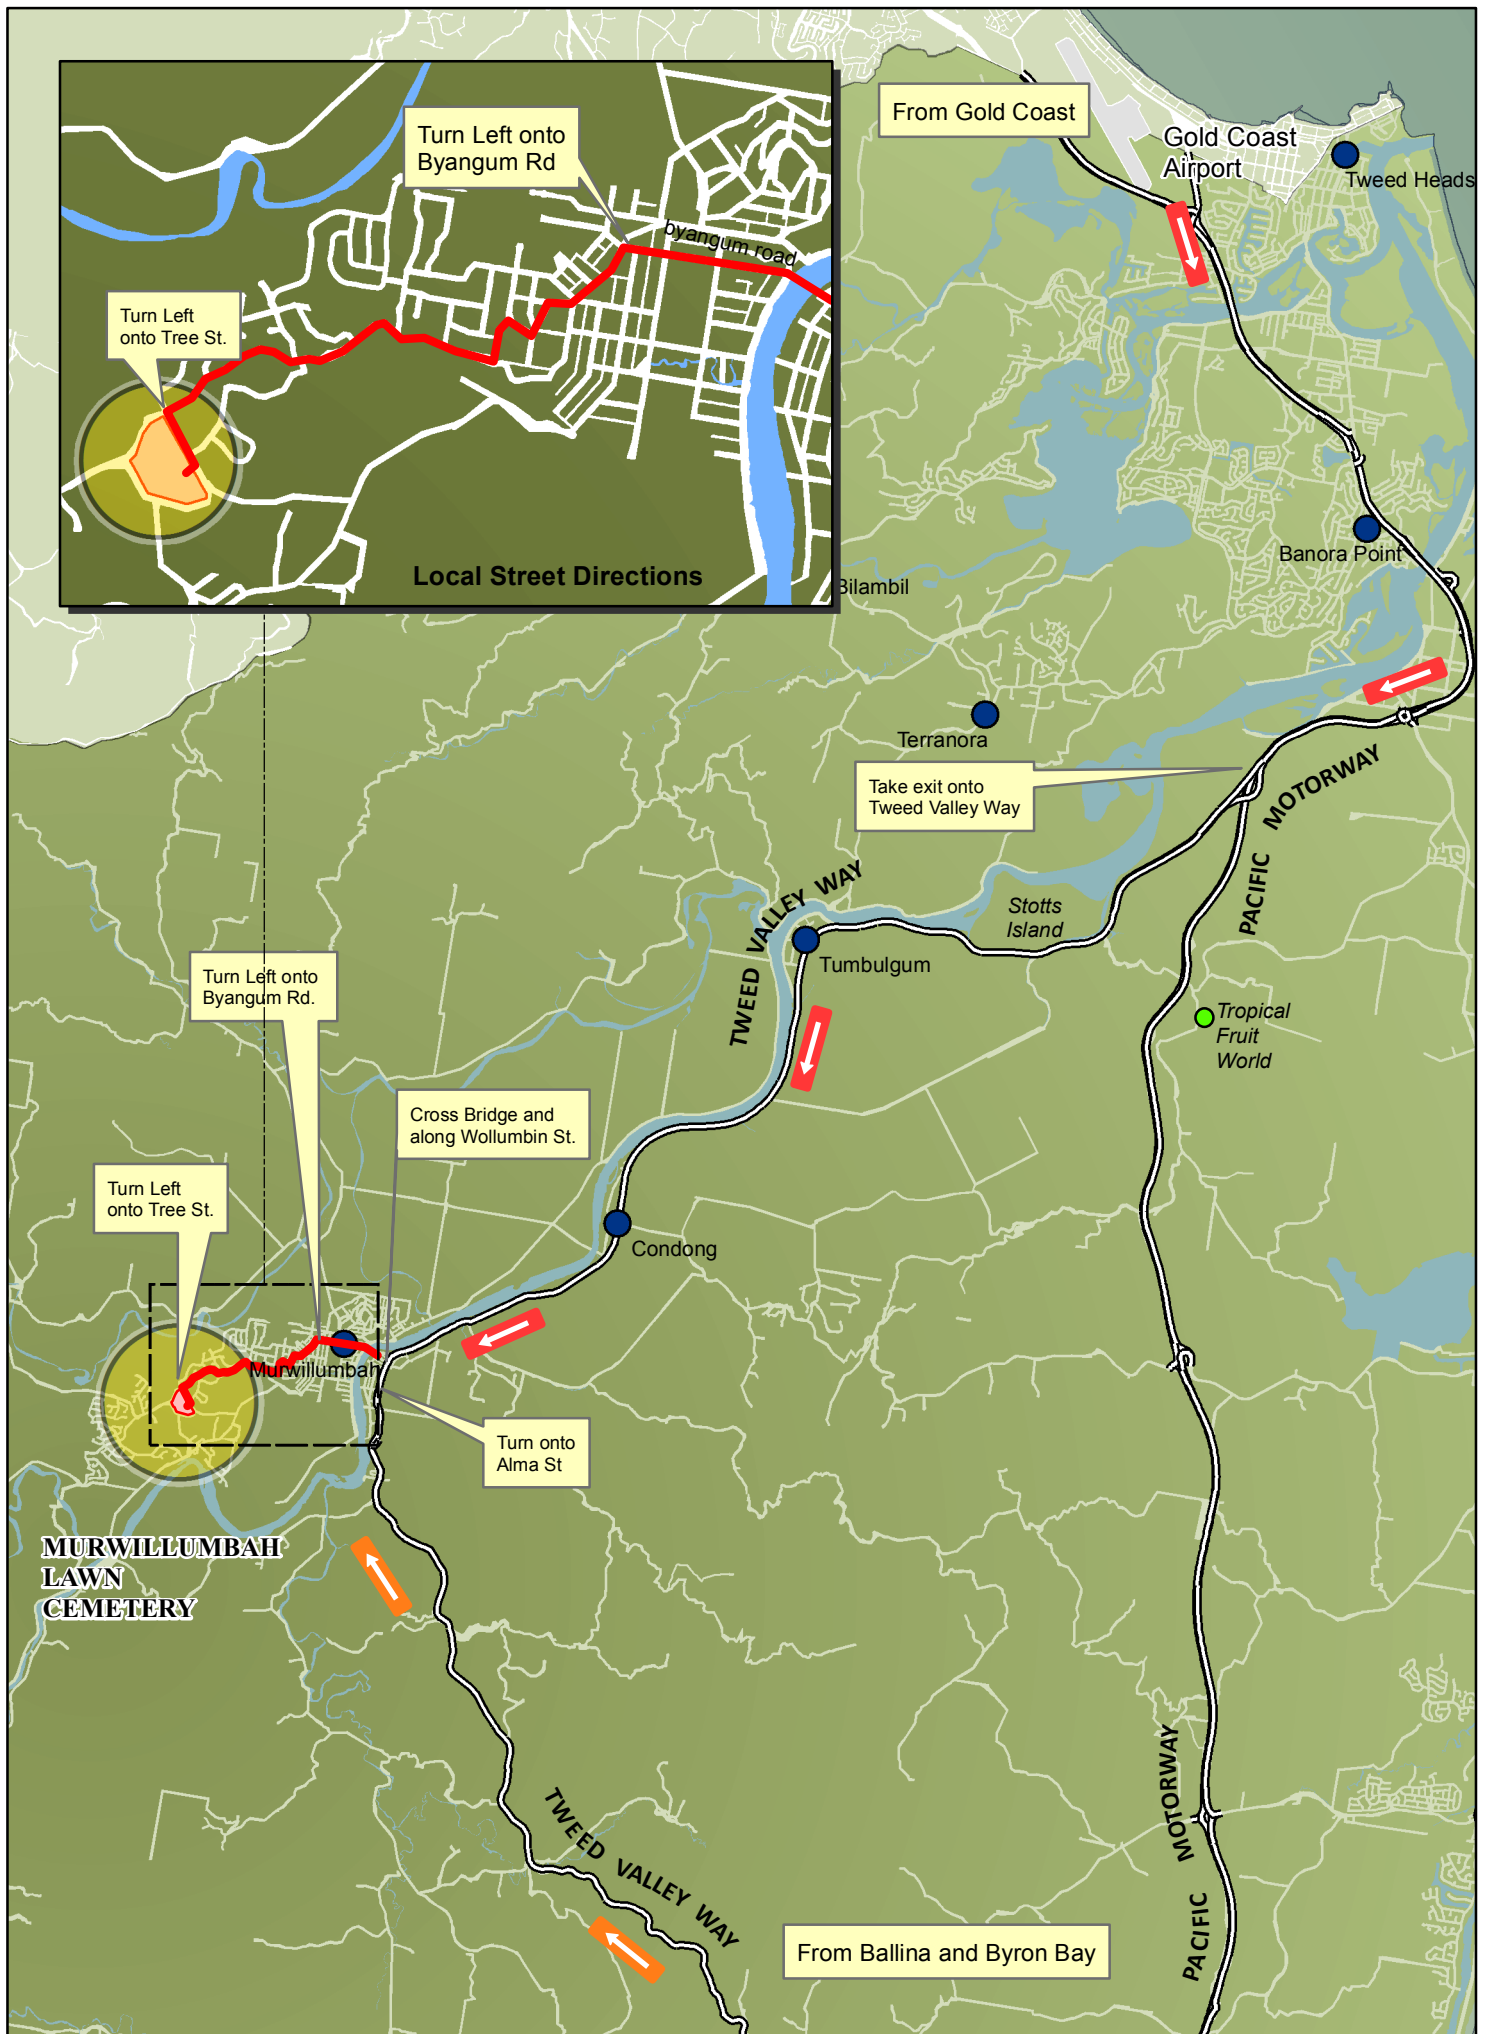 From Gold Coast
Gold Coast
Airport
Tweed Heads
Turn Left onto
Byangum Rd
byangum road
Turn Left
onto Tree St.
Local Street Directions
Banora Point
Bilambil
Terranora
Take exit onto
Tweed Valley Way
PACIFIC MOTORWAY
TWEED VALLEY WAY
Stotts
Island
Tumbulgum
Tropical
Fruit
World
Turn Left onto
Byangum Rd.
Cross Bridge and
along Wollumbin St.
Turn Left
onto Tree St.
Condong
Murwillumbah
Turn onto
Alma St
MURWILLUMBAH
LAWN
CEMETERY
TWEED VALLEY WAY
PACIFIC MOTORWAY
From Ballina and Byron Bay